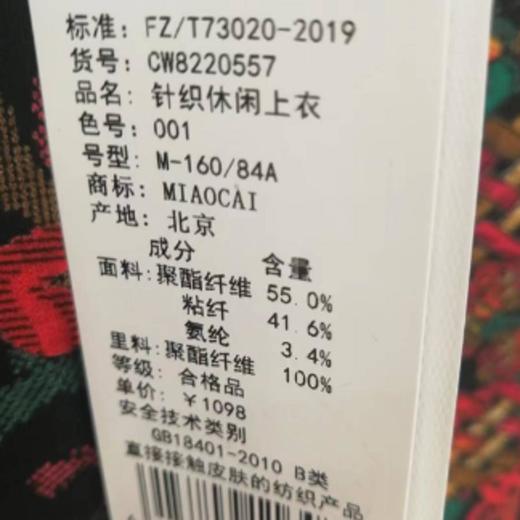 标准: FZ/T73020-2019
货号: CW8220557
品名: 针织休闲上衣
色号: 001
号型: M-160/84A
商标: MIAOCAI
产地: 北京
成分 含量
面料:聚酯纤维 55.0%
粘纤 41.6%
氨纶 3.4%
里料:聚酯纤维 100%
等级: 合格品
单价: ¥1098
安全技术类别
GB18401-2010 B类
直接接触皮肤的纺织产品